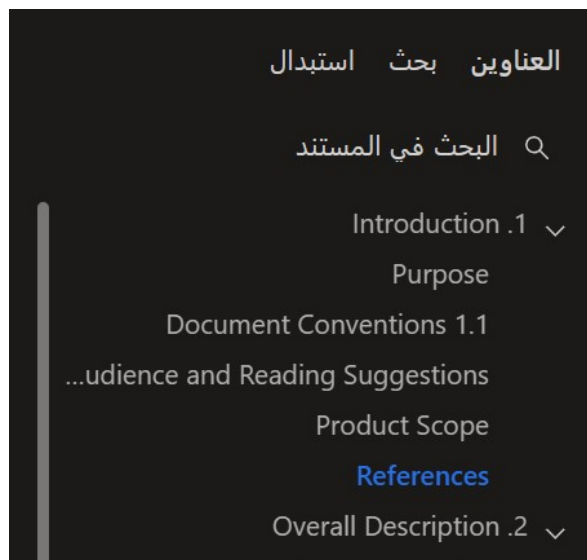 العناوين بحث استبدال
البحث في المستند
1. Introduction
Purpose
1.1 Document Conventions
...udience and Reading Suggestions
Product Scope
References
2. Overall Description